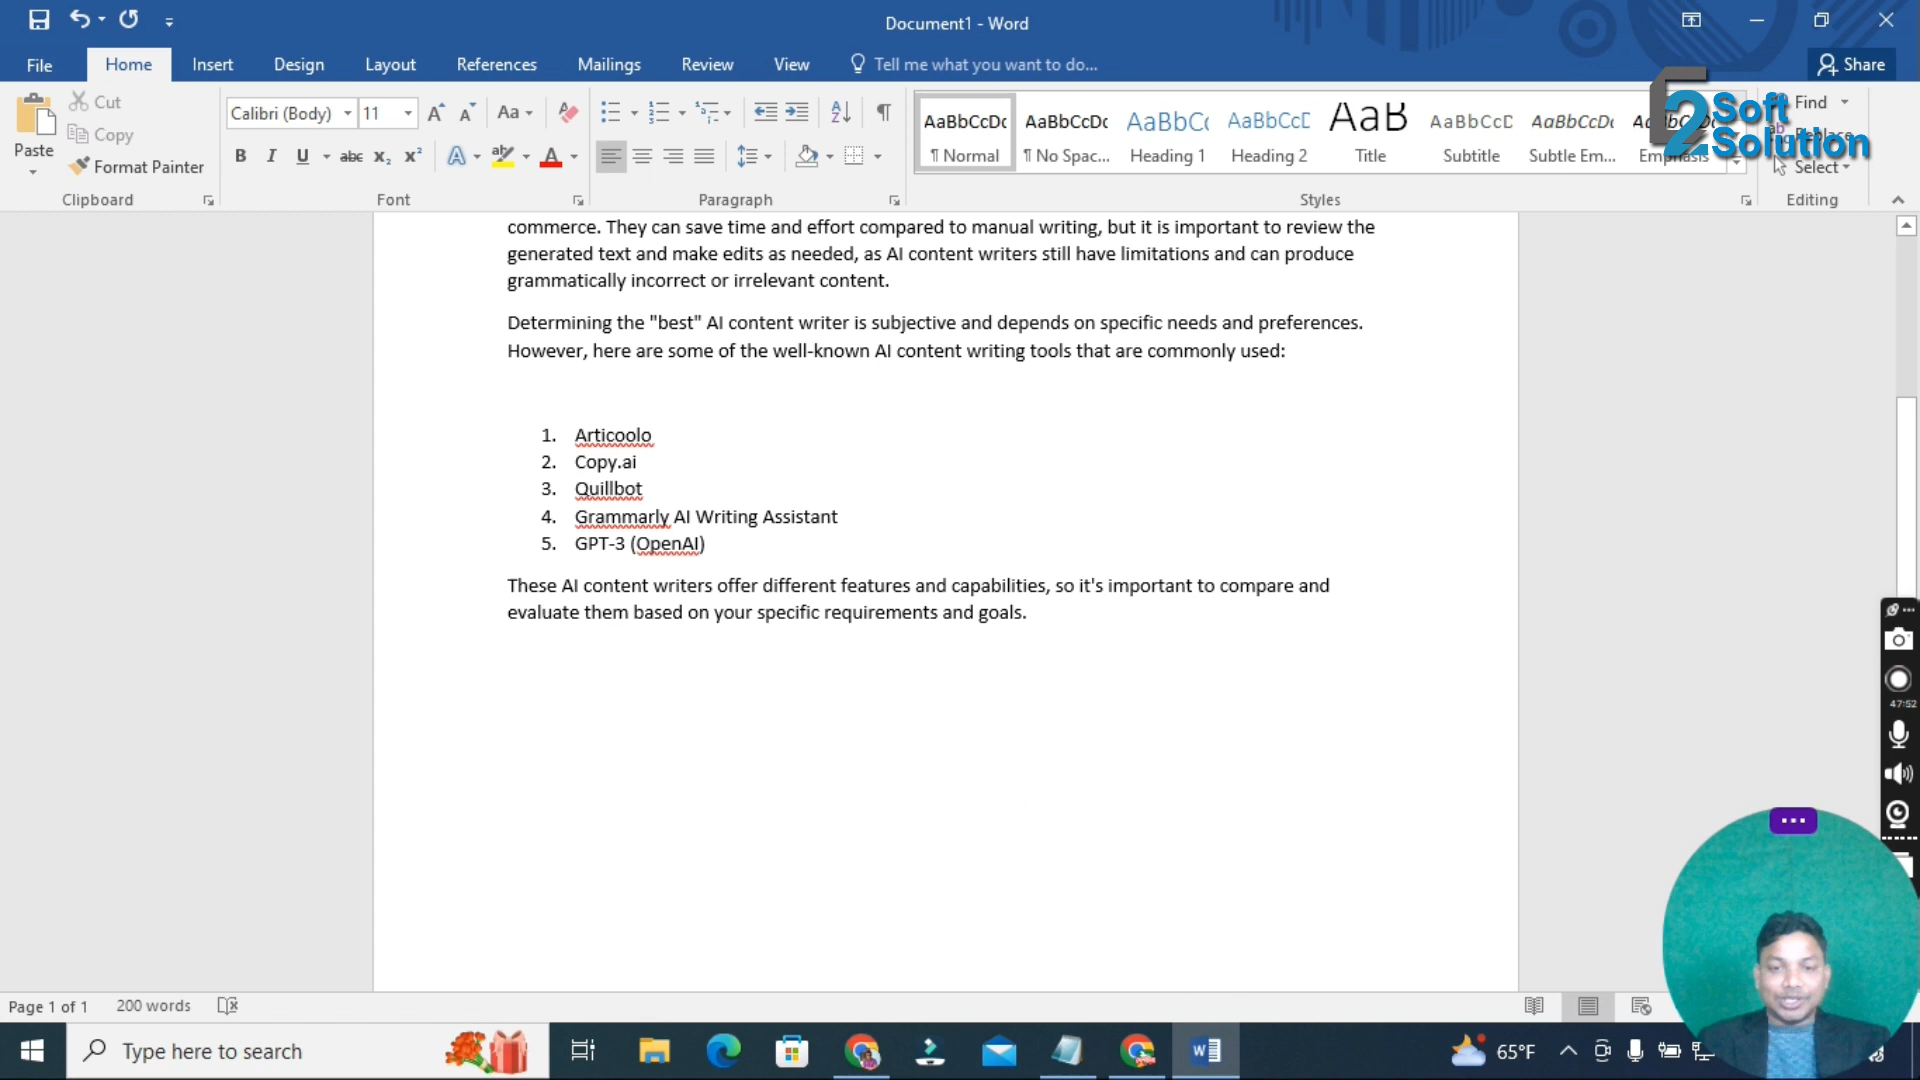 Document1 - Word
File Home Insert Design Layout References Mailings Review View Tell me what you want to do... Share
Paste
Cut
Copy
Format Painter
Clipboard
Calibri (Body) 11
Font
Paragraph
AaBbCcDc AaBbCcDc AaBbCc AaBbCcD AaB AaBbCcD AaBbCcDc
¶ Normal ¶ No Spac... Heading 1 Heading 2 Title Subtitle Subtle Em... Emphasis
Styles
Find
Replace
Select
Editing
2 Soft Solution
commerce. They can save time and effort compared to manual writing, but it is important to review the
generated text and make edits as needed, as AI content writers still have limitations and can produce
grammatically incorrect or irrelevant content.
Determining the "best" AI content writer is subjective and depends on specific needs and preferences.
However, here are some of the well-known AI content writing tools that are commonly used:
1. Articoolo
2. Copy.ai
3. Quillbot
4. Grammarly AI Writing Assistant
5. GPT-3 (OpenAI)
These AI content writers offer different features and capabilities, so it's important to compare and
evaluate them based on your specific requirements and goals.
47:52
Page 1 of 1 200 words
Type here to search
65°F